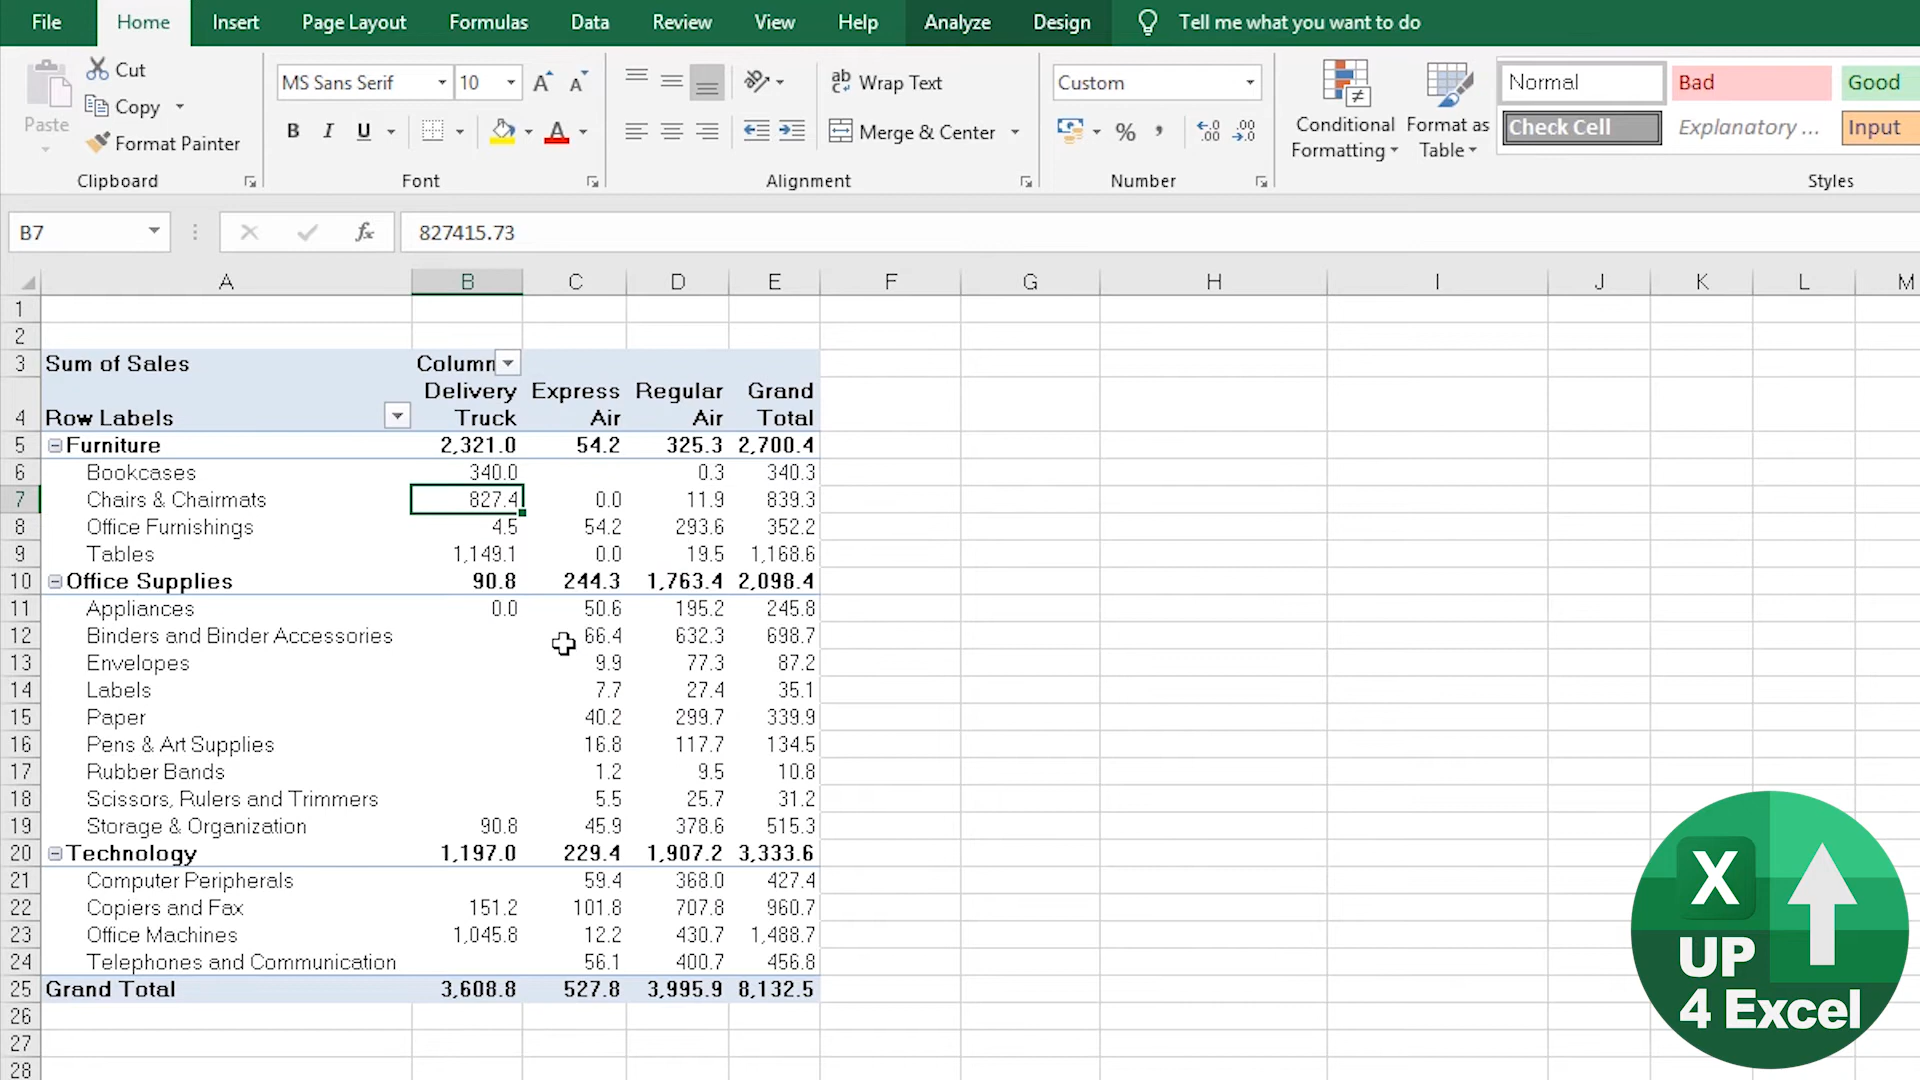 File Home Insert Page Layout Formulas Data Review View Help Analyze Design Tell me what you want to do
Paste
Cut
Copy
Format Painter
Clipboard
MS Sans Serif 10 A A
B I U A
Font
ab Wrap Text
Merge & Center
Alignment
Custom
% , .00 .0
Number
Conditional Formatting
Format as Table
Normal Bad Good
Check Cell Explanatory ... Input
Styles
B7 fx 827415.73
A B C D E F G H I J K L M
1
2
3 Sum of Sales Column
Delivery Express Regular Grand
4 Row Labels Truck Air Air Total
5 Furniture 2,321.0 54.2 325.3 2,700.4
6 Bookcases 340.0 0.3 340.3
7 Chairs & Chairmats 827.4 0.0 11.9 839.3
8 Office Furnishings 4.5 54.2 293.6 352.2
9 Tables 1,149.1 0.0 19.5 1,168.6
10 Office Supplies 90.8 244.3 1,763.4 2,098.4
11 Appliances 0.0 50.6 195.2 245.8
12 Binders and Binder Accessories 66.4 632.3 698.7
13 Envelopes 9.9 77.3 87.2
14 Labels 7.7 27.4 35.1
15 Paper 40.2 299.7 339.9
16 Pens & Art Supplies 16.8 117.7 134.5
17 Rubber Bands 1.2 9.5 10.8
18 Scissors, Rulers and Trimmers 5.5 25.7 31.2
19 Storage & Organization 90.8 45.9 378.6 515.3
20 Technology 1,197.0 229.4 1,907.2 3,333.6
21 Computer Peripherals 59.4 368.0 427.4
22 Copiers and Fax 151.2 101.8 707.8 960.7
23 Office Machines 1,045.8 12.2 430.7 1,488.7
24 Telephones and Communication 56.1 400.7 456.8
25 Grand Total 3,608.8 527.8 3,995.9 8,132.5
26
27
28
X
UP
4 Excel